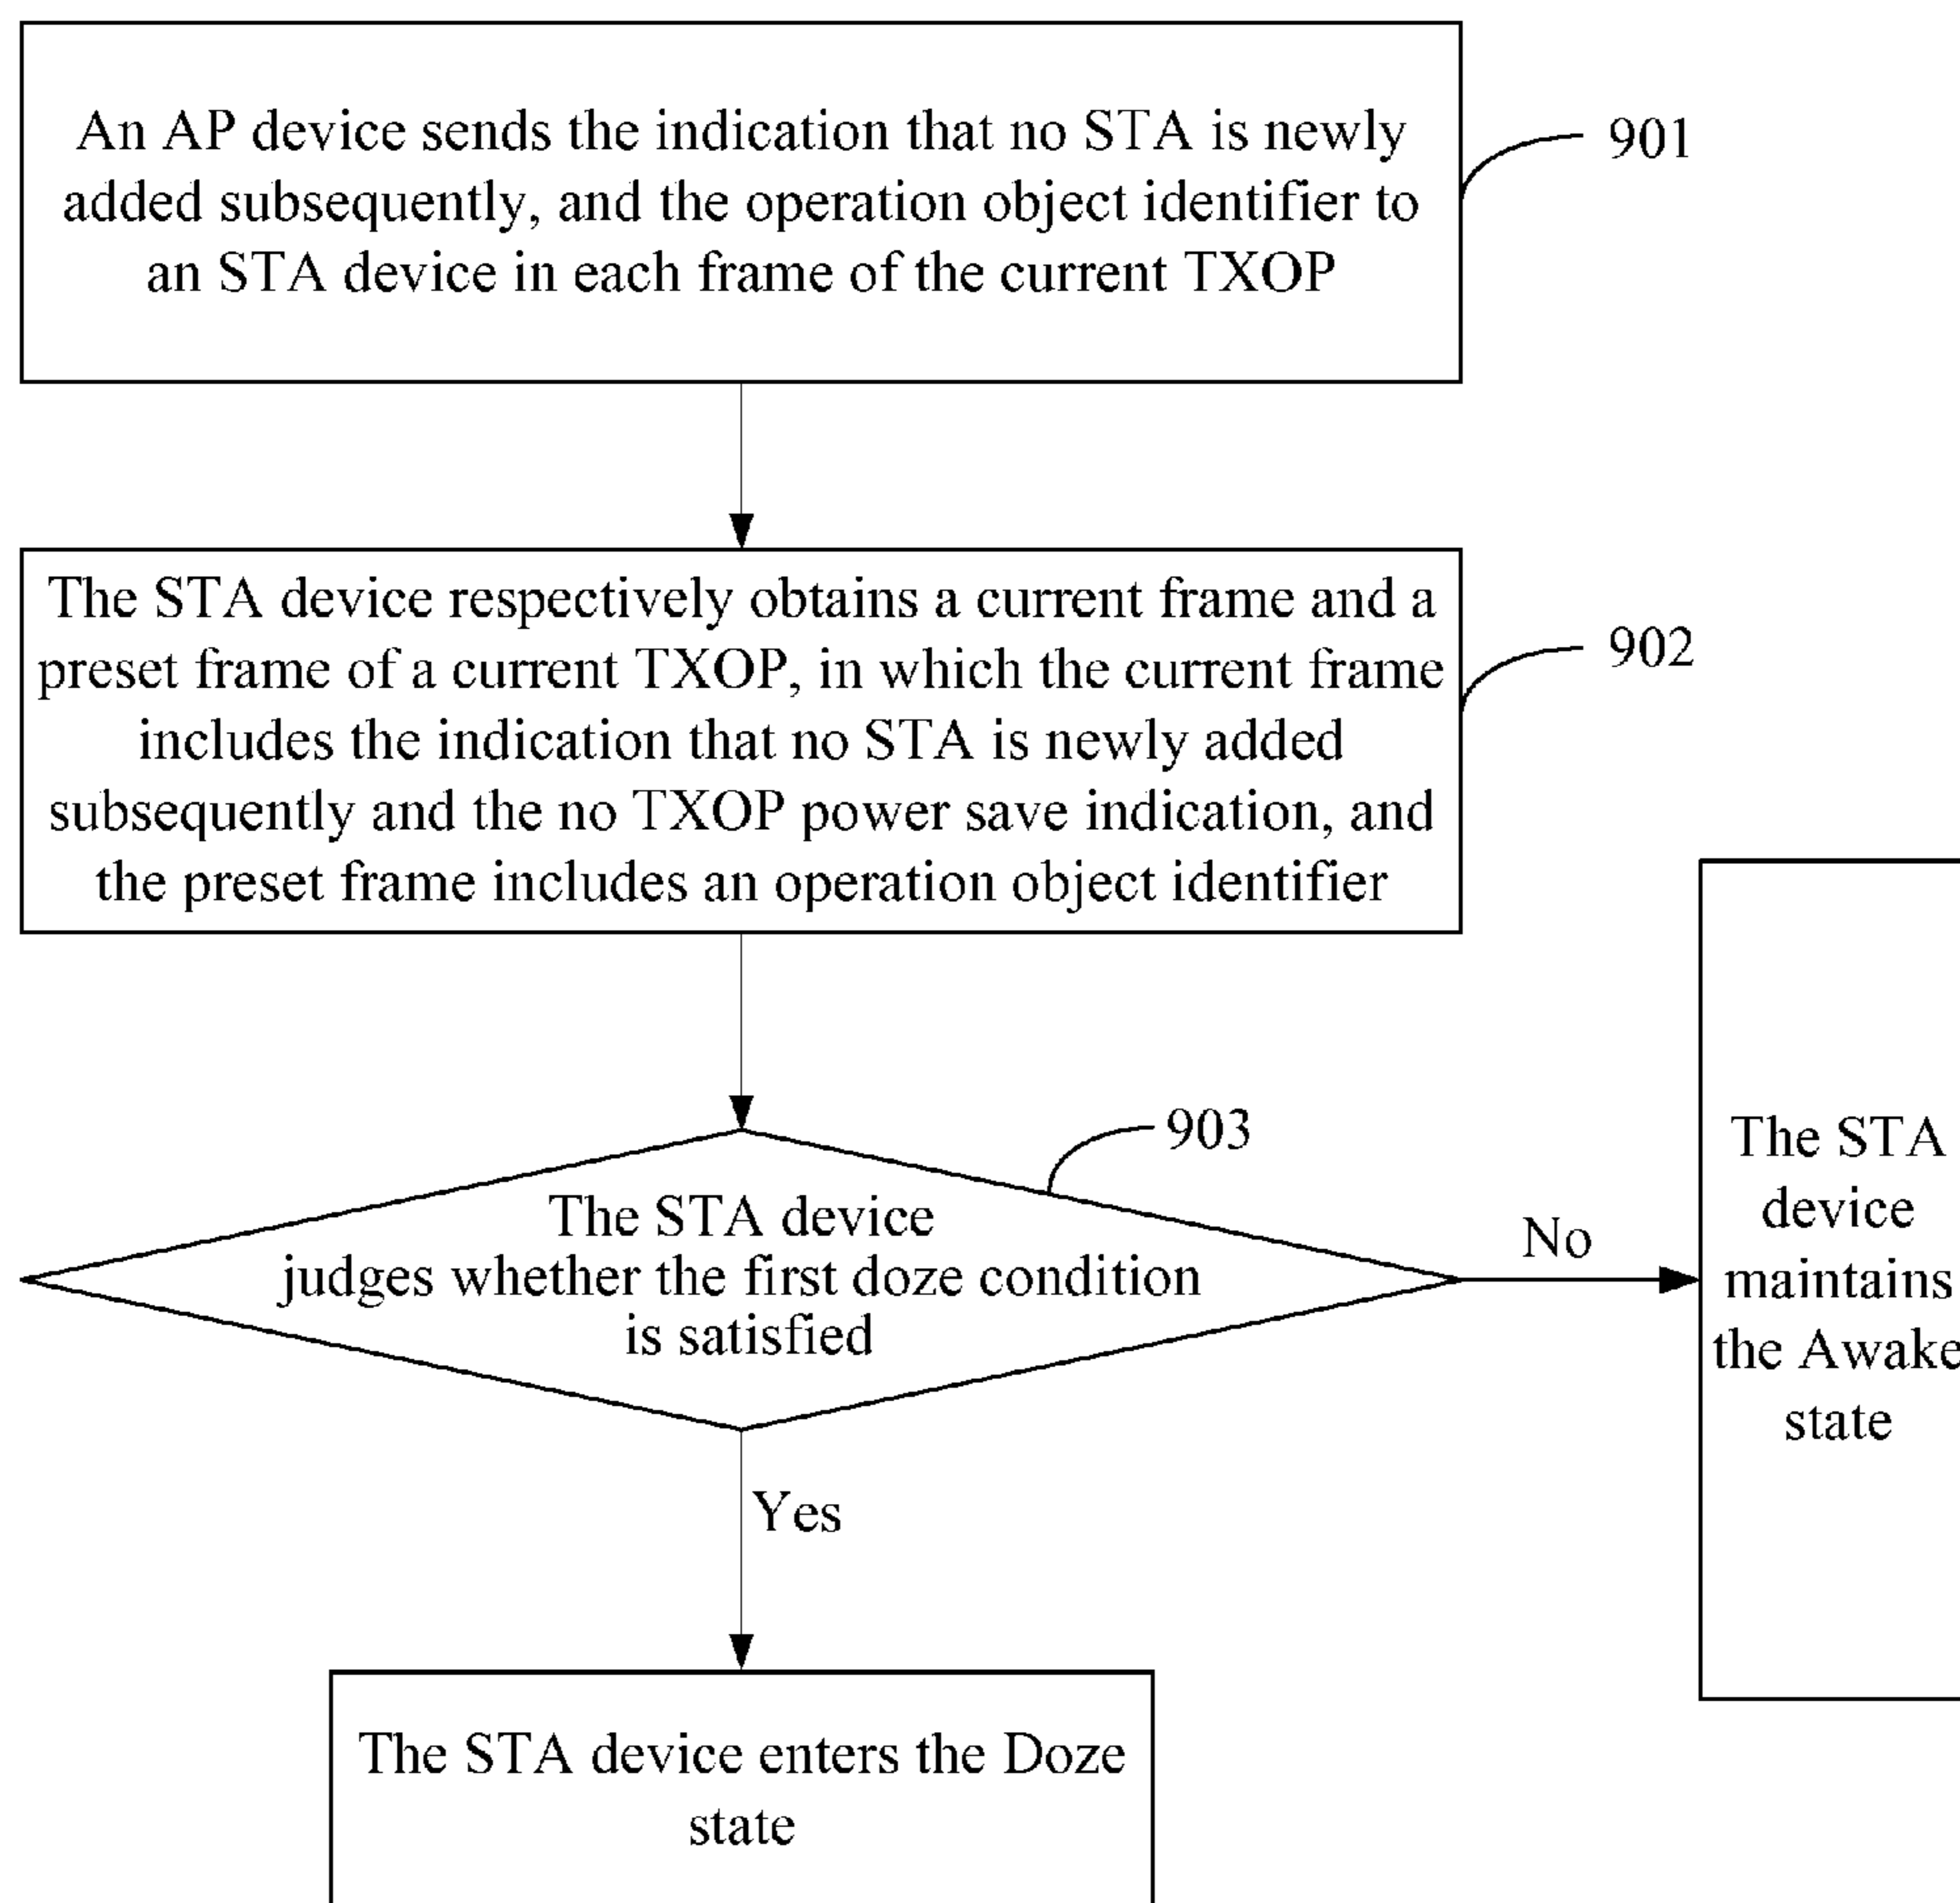 An AP device sends the indication that no STA is newly
added subsequently, and the operation object identifier to
an STA device in each frame of the current TXOP
901
The STA device respectively obtains a current frame and a
preset frame of a current TXOP, in which the current frame
includes the indication that no STA is newly added
subsequently and the no TXOP power save indication, and
the preset frame includes an operation object identifier
902
903
The STA device
judges whether the first doze condition
is satisfied
No
The STA
device
maintains
the Awake
state
Yes
The STA device enters the Doze
state